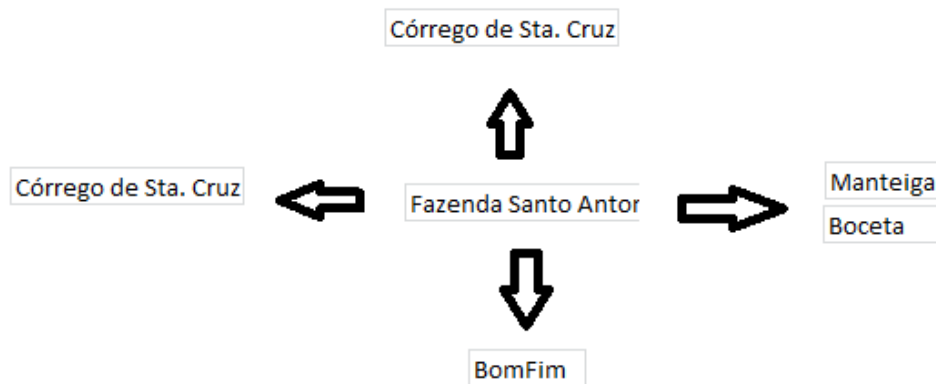 Córrego de Sta. Cruz
Córrego de Sta. Cruz
Fazenda Santo Antor
Manteiga
Boceta
BomFim